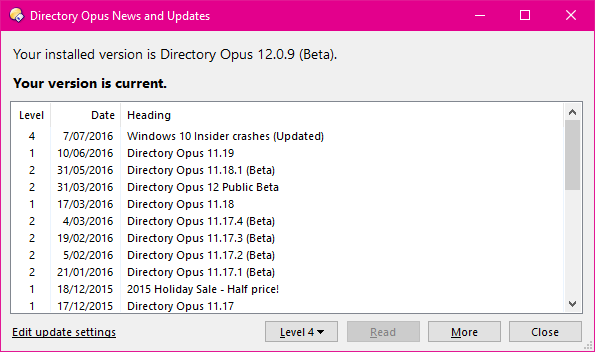 Directory Opus News and Updates
Your installed version is Directory Opus 12.0.9 (Beta).
Your version is current.
Level Date Heading
4 7/07/2016 Windows 10 Insider crashes (Updated)
1 10/06/2016 Directory Opus 11.19
2 31/05/2016 Directory Opus 11.18.1 (Beta)
2 31/03/2016 Directory Opus 12 Public Beta
1 17/03/2016 Directory Opus 11.18
2 4/03/2016 Directory Opus 11.17.4 (Beta)
2 19/02/2016 Directory Opus 11.17.3 (Beta)
2 5/02/2016 Directory Opus 11.17.2 (Beta)
2 21/01/2016 Directory Opus 11.17.1 (Beta)
1 18/12/2015 2015 Holiday Sale - Half price!
1 17/12/2015 Directory Opus 11.17
Edit update settings Level 4 Read More Close